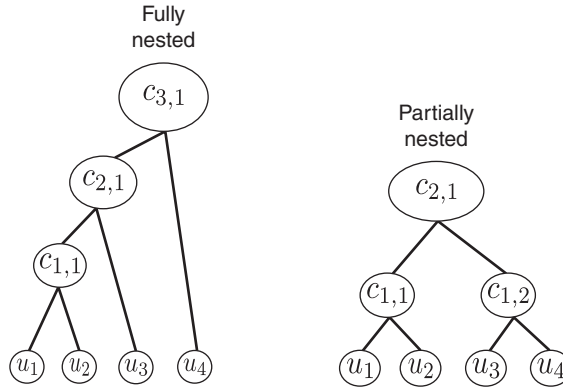 Fully
nested
c3,1
c2,1
c1,1
u1 u2 u3 u4
Partially
nested
c2,1
c1,1 c1,2
u1 u2 u3 u4